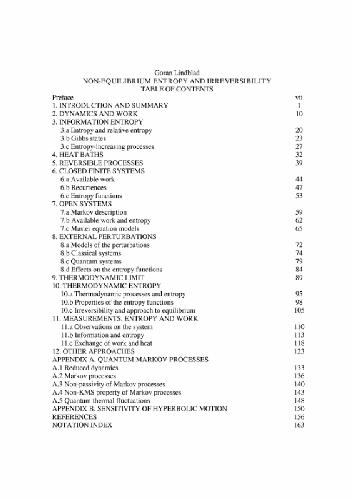 Goran Lindblad
NON-EQUILIBRIUM ENTROPY AND IRREVERSIBILITY
TABLE OF CONTENTS
Preface vii
1. INTRODUCTION AND SUMMARY 1
2. DYNAMICS AND WORK 10
3. INFORMATION ENTROPY
3.a Entropy and relative entropy 20
3.b Gibbs states 23
3.c Entropy-increasing processes 27
4. HEAT BATHS 32
5. REVERSIBLE PROCESSES 39
6. CLOSED FINITE SYSTEMS
6.a Available work 44
6.b Recurrences 47
6.c Entropy functions 53
7. OPEN SYSTEMS
7.a Markov description 59
7.b Available work and entropy 62
7.c Master equation models 65
8. EXTERNAL PERTURBATIONS
8.a Models of the perturbations 72
8.b Classical systems 74
8.c Quantum systems 79
8.d Effects on the entropy functions 84
9. THERMODYNAMIC LIMIT 89
10. THERMODYNAMIC ENTROPY
10.a Thermodynamic processes and entropy 95
10.b Properties of the entropy functions 98
10.c Irreversibility and approach to equilibrium 105
11. MEASUREMENTS, ENTROPY AND WORK
11.a Observations on the system 110
11.b Information and entropy 113
11.c Exchange of work and heat 118
12. OTHER APPROACHES 123
APPENDIX A. QUANTUM MARKOV PROCESSES
A.1 Reduced dynamics 133
A.2 Markov processes 136
A.3 Non-passivity of Markov processes 140
A.4 Non-KMS property of Markov processes 143
A.5 Quantum thermal fluctuations 148
APPENDIX B. SENSITIVITY OF HYPERBOLIC MOTION 150
REFERENCES 156
NOTATION INDEX 163